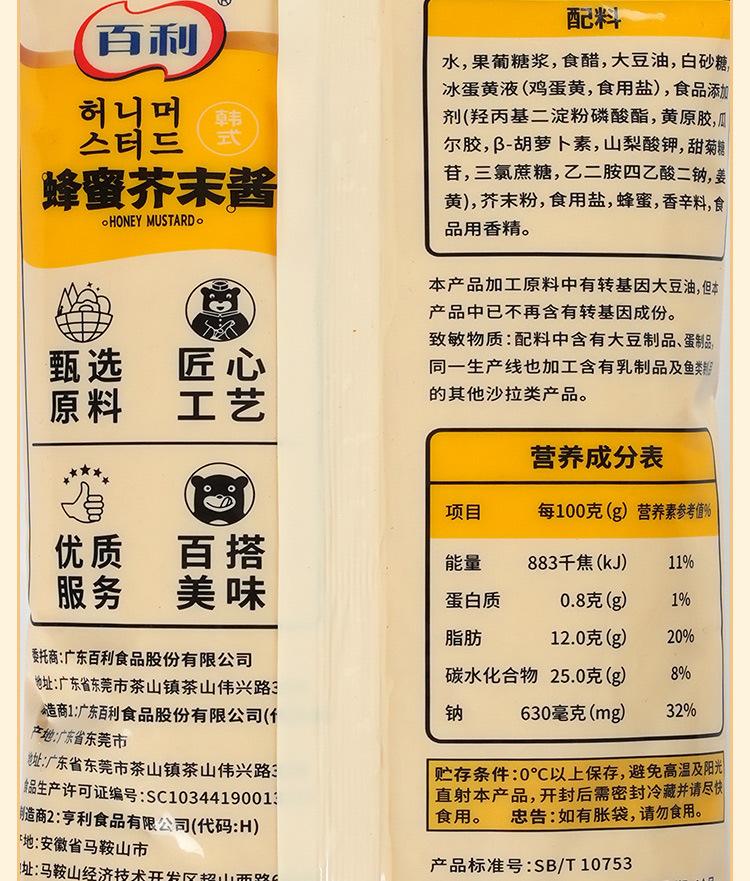 百利
®
허니머
스터드
韩式
蜂蜜芥末酱
HONEY MUSTARD
甄选
原料
匠心
工艺
优质
服务
百搭
美味
委托商:广东百利食品股份有限公司
地址:广东省东莞市茶山镇茶山伟兴路3
制造商1:广东百利食品股份有限公司(代
产地:广东省东莞市
地址:广东省东莞市茶山镇茶山伟兴路3
食品生产许可证编号:SC1034419001
制造商2:亨利食品有限公司(代码:H)
产地:安徽省马鞍山市
地址:马鞍山经济技术开发区超山西路
配料
水,果葡糖浆,食醋,大豆油,白砂糖,
冰蛋黄液(鸡蛋黄,食用盐),食品添加
剂(羟丙基二淀粉磷酸酯,黄原胶,瓜
尔胶,β-胡萝卜素,山梨酸钾,甜菊糖
苷,三氯蔗糖,乙二胺四乙酸二钠,姜
黄),芥末粉,食用盐,蜂蜜,香辛料,食
品用香精。
本产品加工原料中有转基因大豆油,但本
产品中已不再含有转基因成份。
致敏物质:配料中含有大豆制品、蛋制品,
同一生产线也加工含有乳制品及鱼类制品
的其他沙拉类产品。
营养成分表
项目 每100克(g) 营养素参考值%
能量 883千焦(kJ) 11%
蛋白质 0.8克(g) 1%
脂肪 12.0克(g) 20%
碳水化合物 25.0克(g) 8%
钠 630毫克(mg) 32%
贮存条件:0℃以上保存,避免高温及阳光
直射本产品,开封后需密封冷藏并请尽快
食用。 忠告:如有胀袋,请勿食用。
产品标准号:SB/T 10753